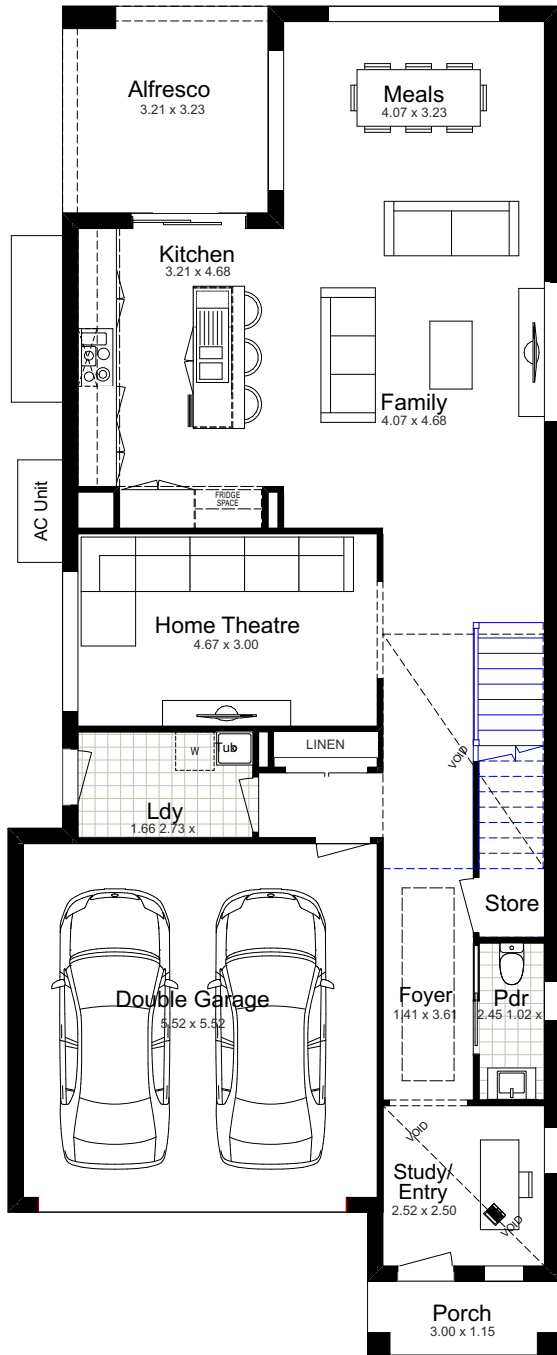 Alfresco
3.21 x 3.23
Meals
4.07 x 3.23
Kitchen
3.21 x 4.68
Family
4.07 x 4.68
FRIDGE
SPACE
AC Unit
Home Theatre
4.67 x 3.00
W
Tub
LINEN
VOID
Ldy
1.66 2.73 x
Store
Double Garage
5.52 x 5.52
Foyer
1.41 x 3.61
Pdr
2.45 1.02 x
VOID
Study/
Entry
2.52 x 2.50
VOID
Porch
3.00 x 1.15